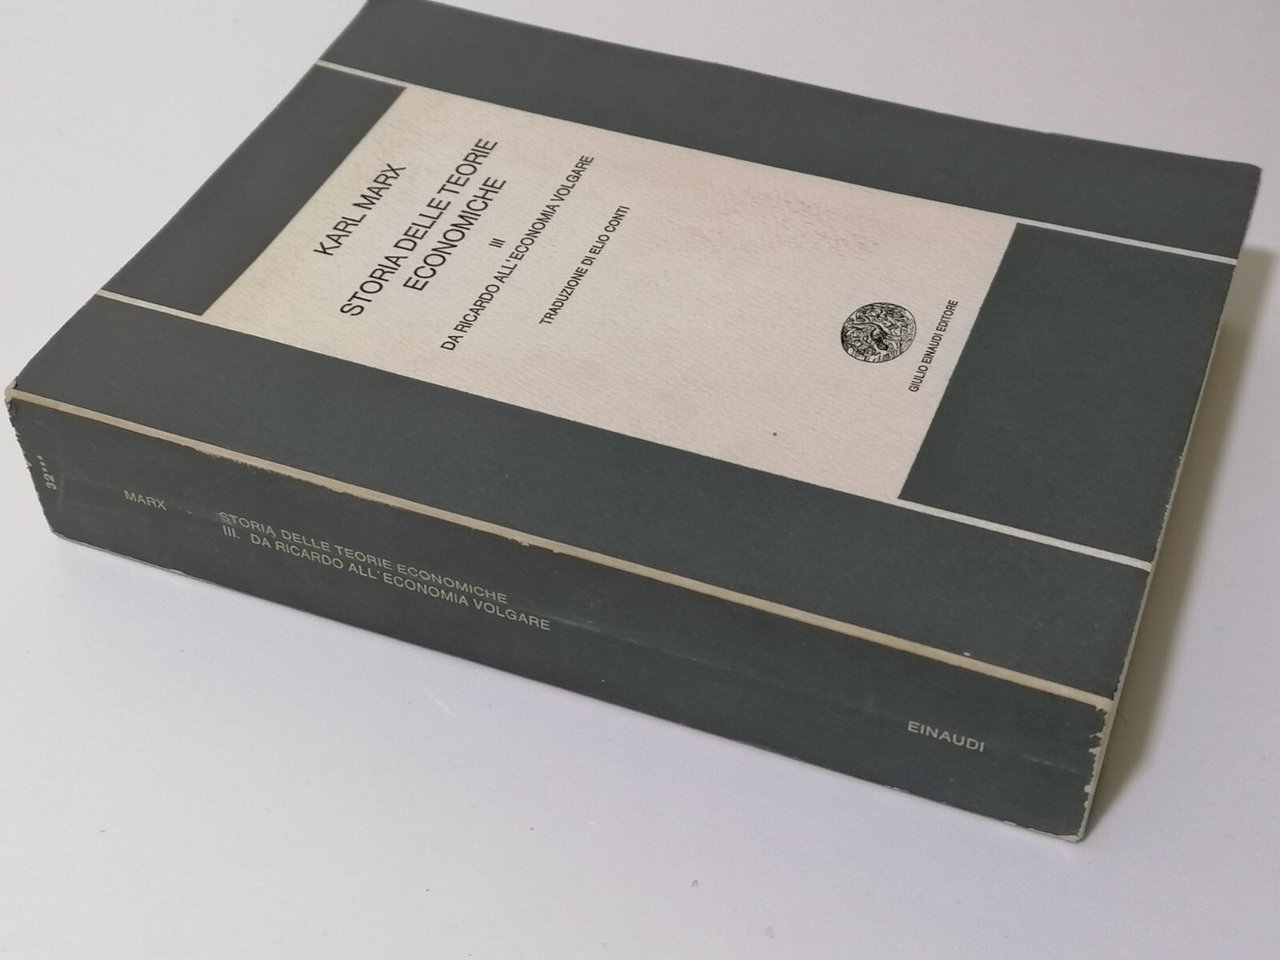 KARL MARX
STORIA DELLE TEORIE
ECONOMICHE
III
DA RICARDO ALL'ECONOMIA VOLGARE
TRADUZIONE DI ELIO CONTI
GIULIO EINAUDI EDITORE
32***
MARX
STORIA DELLE TEORIE ECONOMICHE
III. DA RICARDO ALL'ECONOMIA VOLGARE
EINAUDI